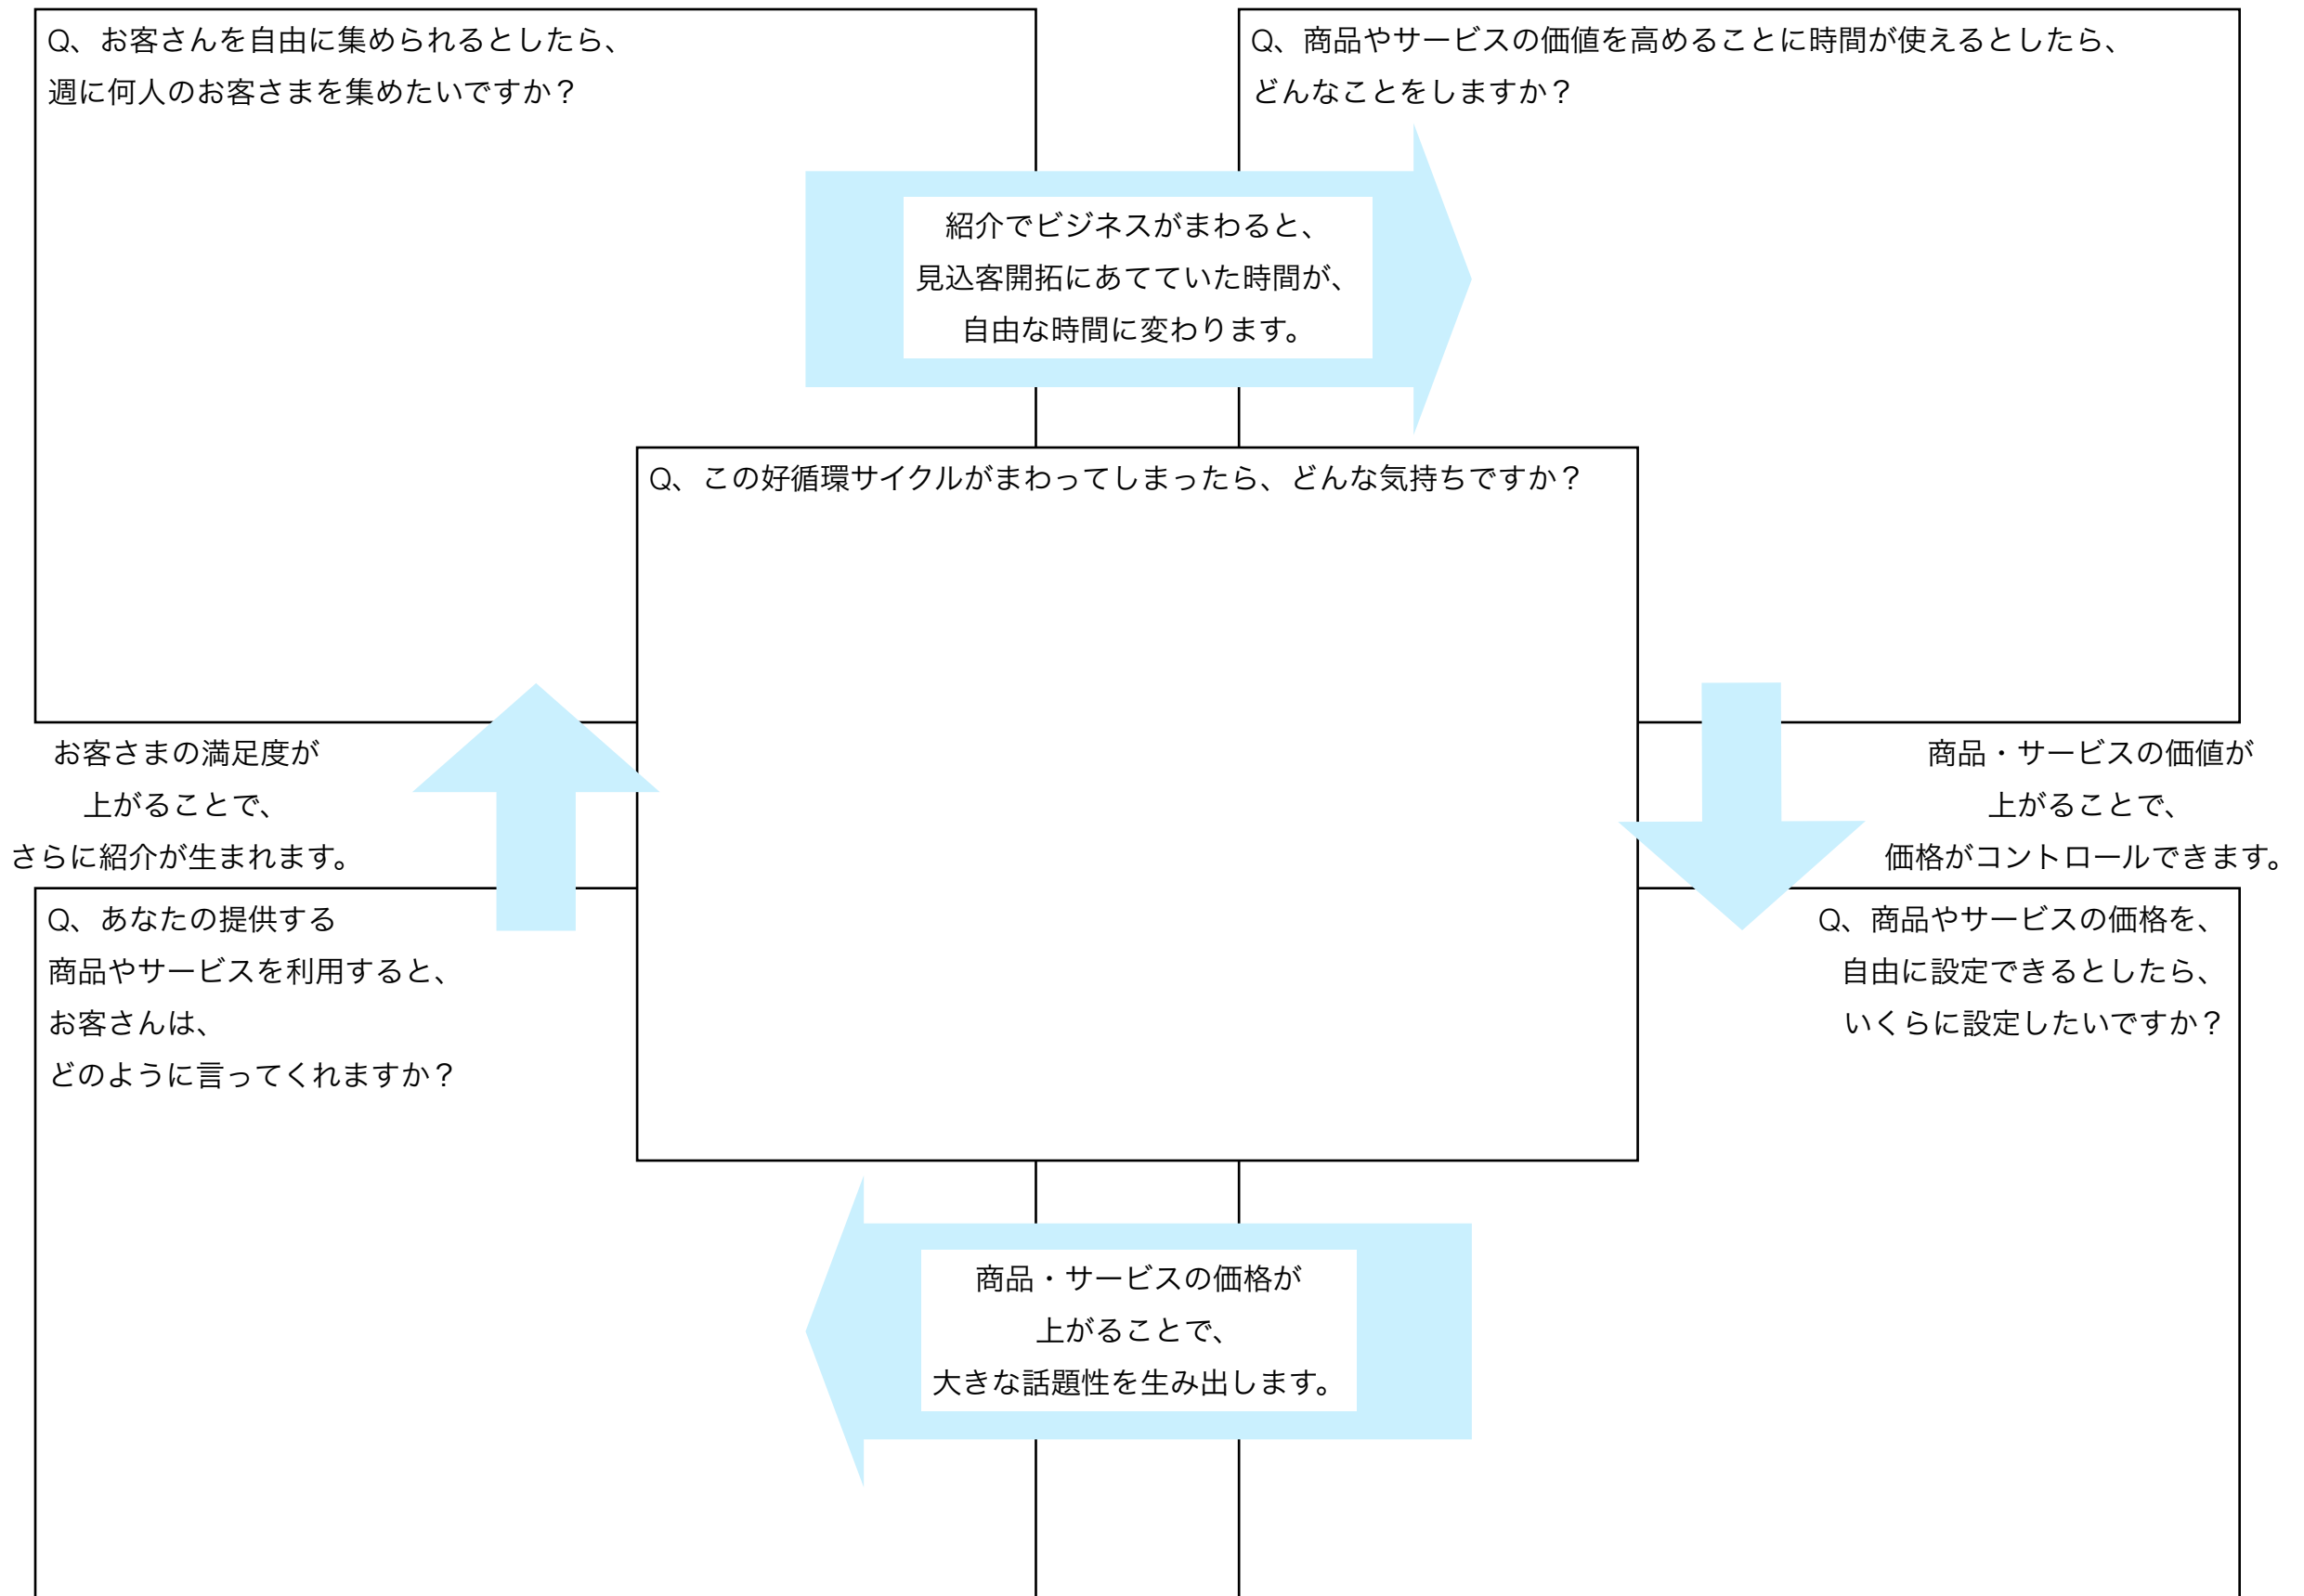 Q、お客さんを自由に集められるとしたら、
週に何人のお客さまを集めたいですか？
Q、商品やサービスの価値を高めることに時間が使えるとしたら、
どんなことをしますか？
紹介でビジネスがまわると、
見込客開拓にあてていた時間が、
自由な時間に変わります。
Q、この好循環サイクルがまわってしまったら、どんな気持ちですか？
お客さまの満足度が
上がることで、
さらに紹介が生まれます。
商品・サービスの価値が
上がることで、
価格がコントロールできます。
Q、あなたの提供する
商品やサービスを利用すると、
お客さんは、
どのように言ってくれますか？
Q、商品やサービスの価格を、
自由に設定できるとしたら、
いくらに設定したいですか？
商品・サービスの価格が
上がることで、
大きな話題性を生み出します。